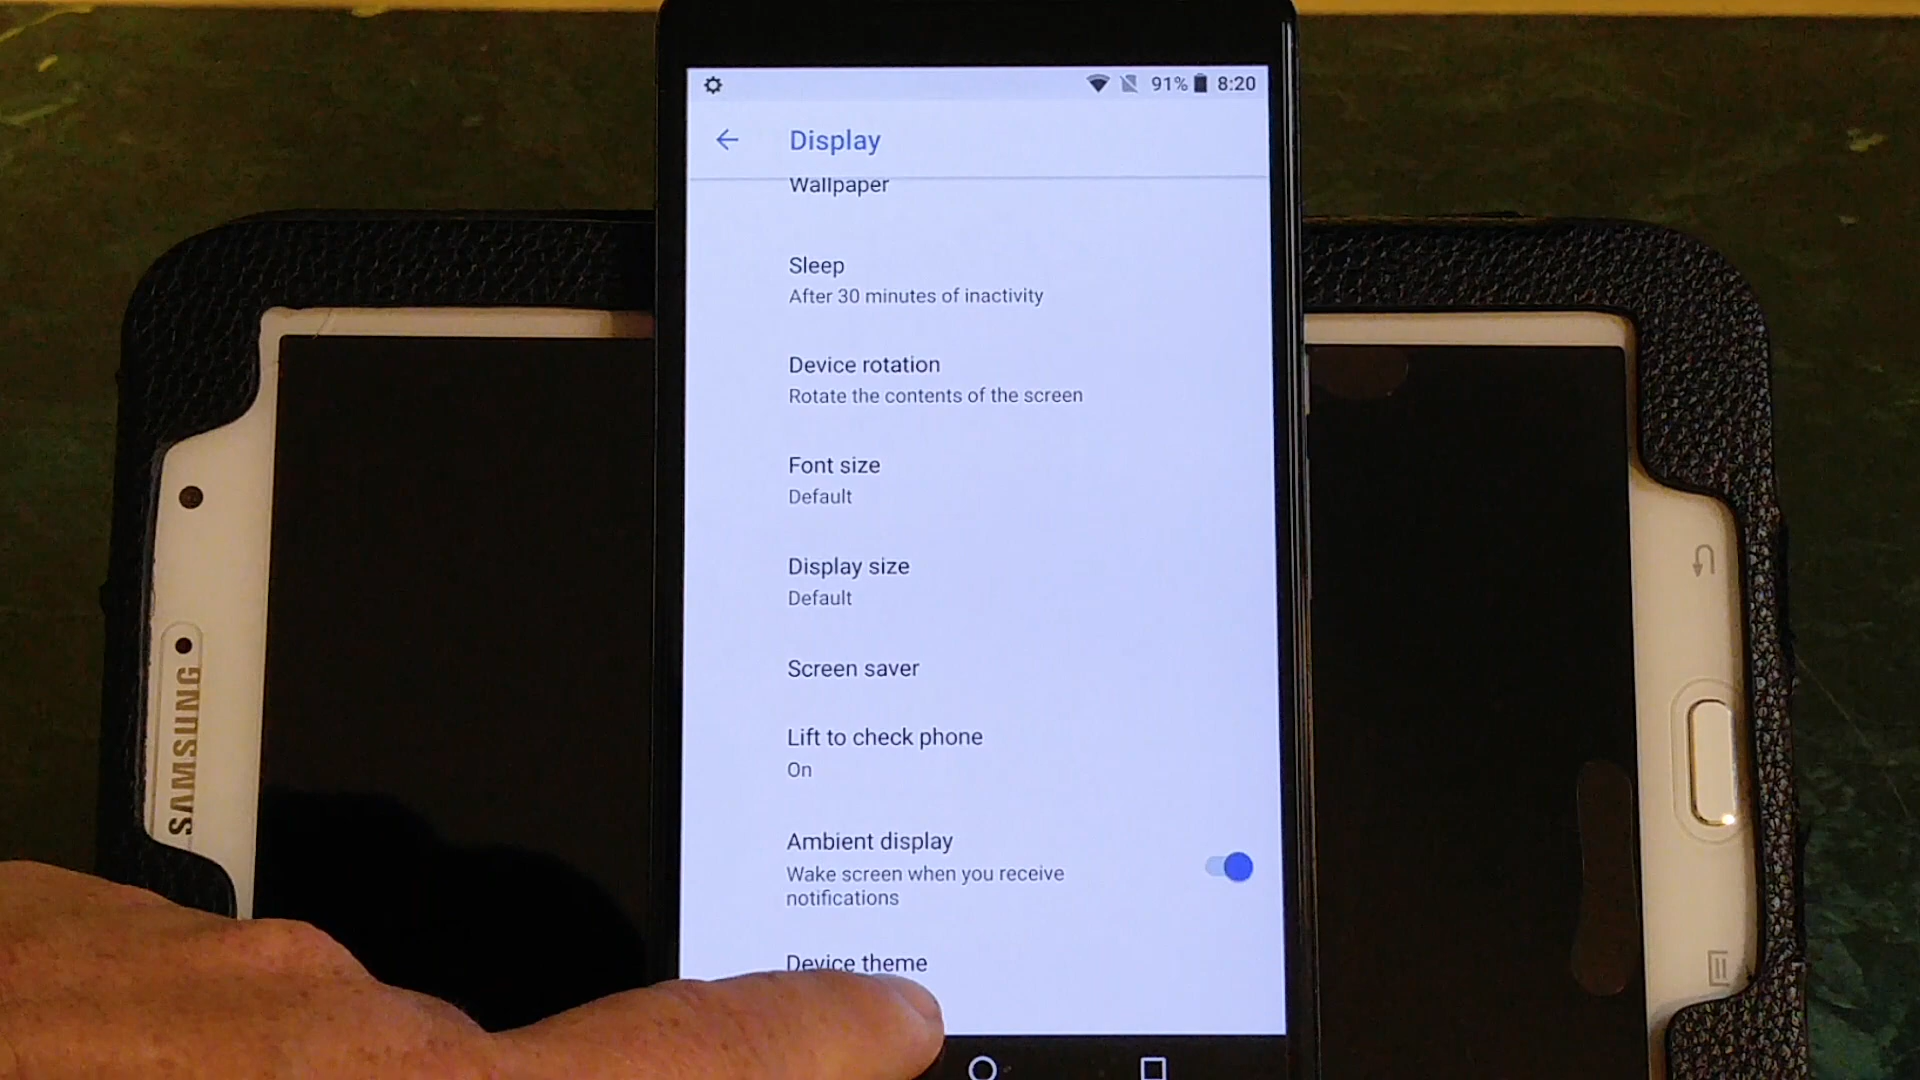 91% 8:20
Display
Wallpaper
Sleep
After 30 minutes of inactivity
Device rotation
Rotate the contents of the screen
Font size
Default
Display size
Default
Screen saver
Lift to check phone
On
Ambient display
Wake screen when you receive
notifications
Device theme
SAMSUNG